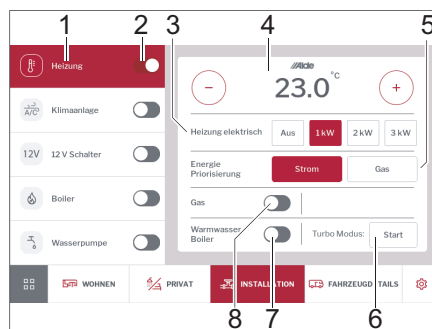 1 2 3 4 5
Heizung
Alde
23.0 °C
A/C
Klimaanlage
Heizung elektrisch Aus 1 kW 2 kW 3 kW
12V 12 V Schalter
Energie
Priorisierung
Strom Gas
Boiler
Gas
Wasserpumpe
Warmwasser
Boiler
Turbo Modus: Start
WOHNEN PRIVAT INSTALLATION FAHRZEUGDETAILS
8 7 6